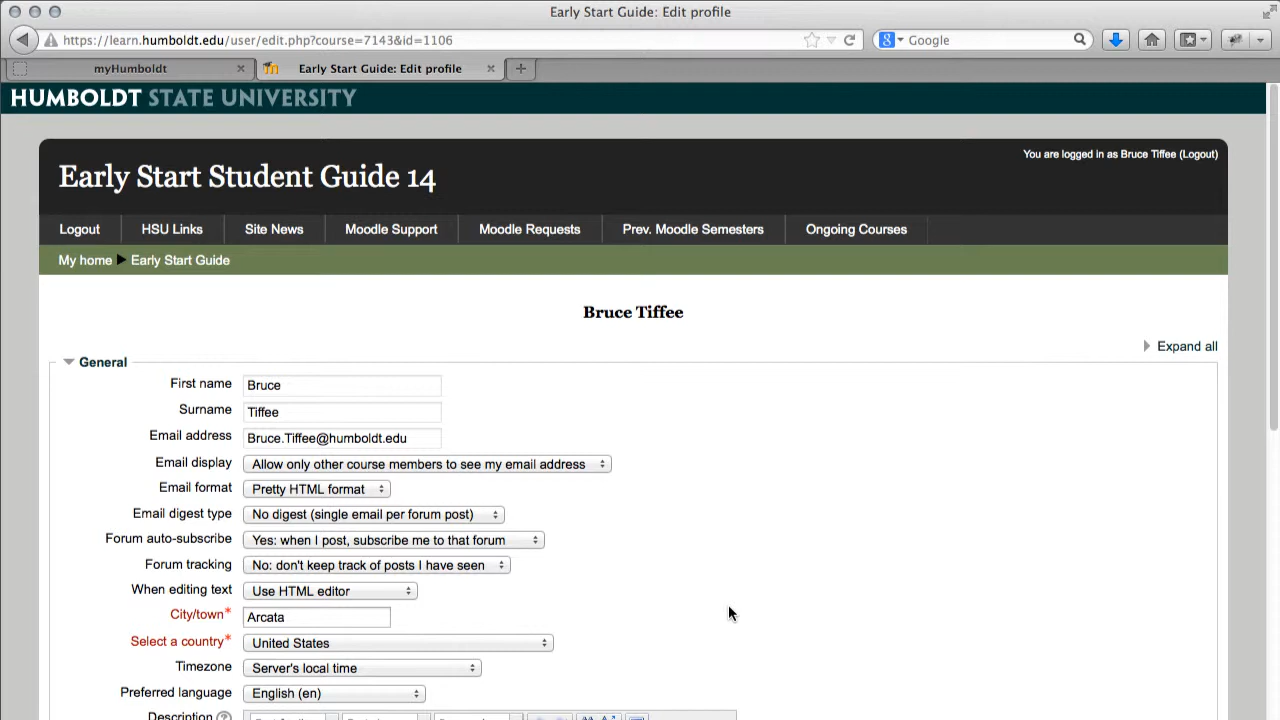 Early Start Guide: Edit profile
https://learn.humboldt.edu/user/edit.php?course=7143&id=1106
Google
myHumboldt
Early Start Guide: Edit profile
HUMBOLDT STATE UNIVERSITY
You are logged in as Bruce Tiffee (Logout)
Early Start Student Guide 14
Logout HSU Links Site News Moodle Support Moodle Requests Prev. Moodle Semesters Ongoing Courses
My home Early Start Guide
Bruce Tiffee
Expand all
General
First name Bruce
Surname Tiffee
Email address Bruce.Tiffee@humboldt.edu
Email display Allow only other course members to see my email address
Email format Pretty HTML format
Email digest type No digest (single email per forum post)
Forum auto-subscribe Yes: when I post, subscribe me to that forum
Forum tracking No: don't keep track of posts I have seen
When editing text Use HTML editor
City/town* Arcata
Select a country* United States
Timezone Server's local time
Preferred language English (en)
Description